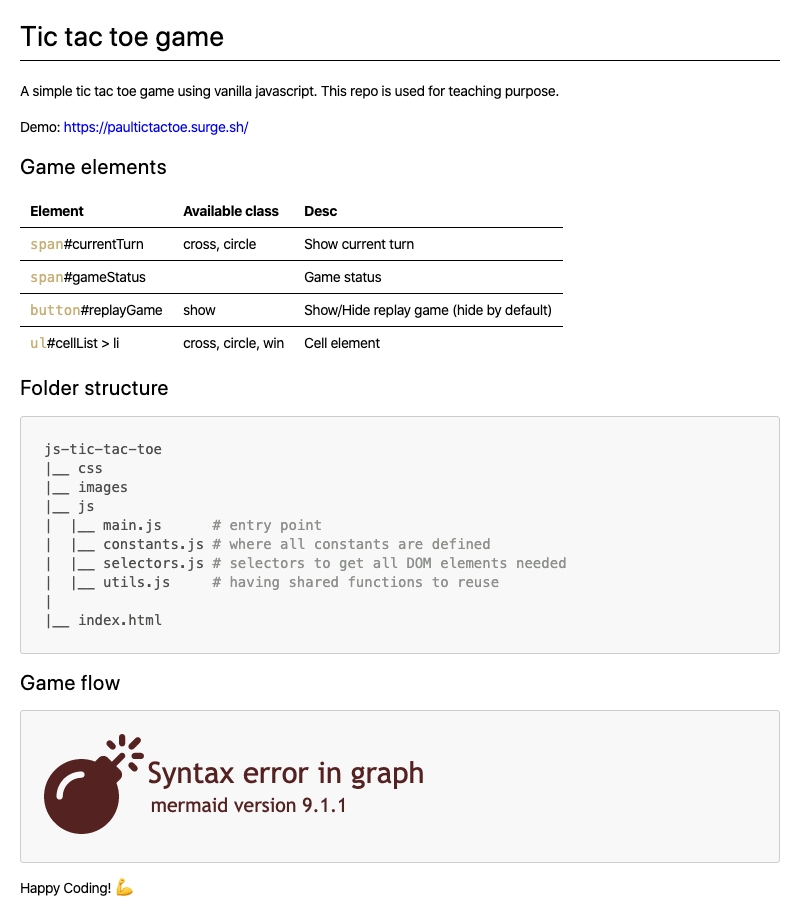 Tic tac toe game
A simple tic tac toe game using vanilla javascript. This repo is used for teaching purpose.
Demo: https://paultictactoe.surge.sh/
Game elements
Element Available class Desc
span#currentTurn cross, circle Show current turn
span#gameStatus Game status
button#replayGame show Show/Hide replay game (hide by default)
ul#cellList > li cross, circle, win Cell element
Folder structure
js-tic-tac-toe
|__ css
|__ images
|__ js
|  |__ main.js      # entry point
|  |__ constants.js # where all constants are defined
|  |__ selectors.js # selectors to get all DOM elements needed
|  |__ utils.js     # having shared functions to reuse
|
|__ index.html
Game flow
Syntax error in graph
mermaid version 9.1.1
Happy Coding! 💪